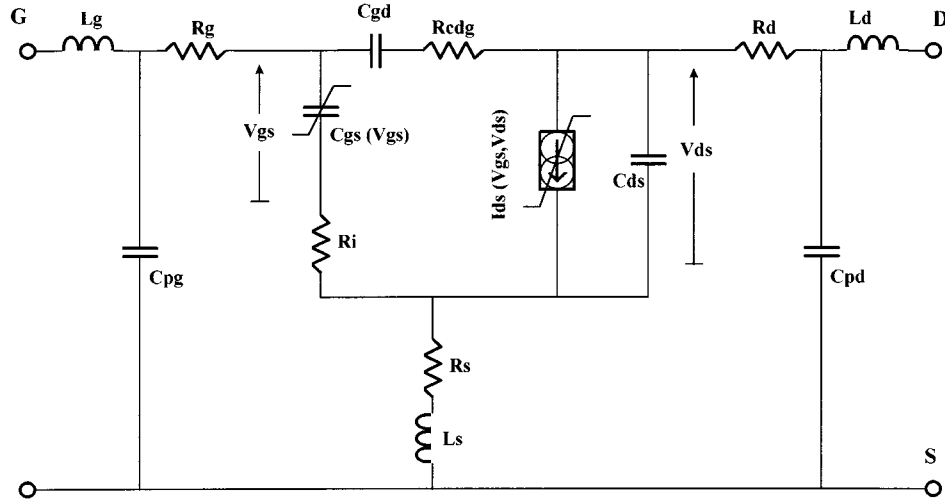 G
Lg
Rg
Cgd
Rcdg
Rd
Ld
D
S
Vgs
Cgs (Vgs)
Ids (Vgs,Vds)
Cds
Vds
Ri
Cpg
Cpd
Rs
Ls
S